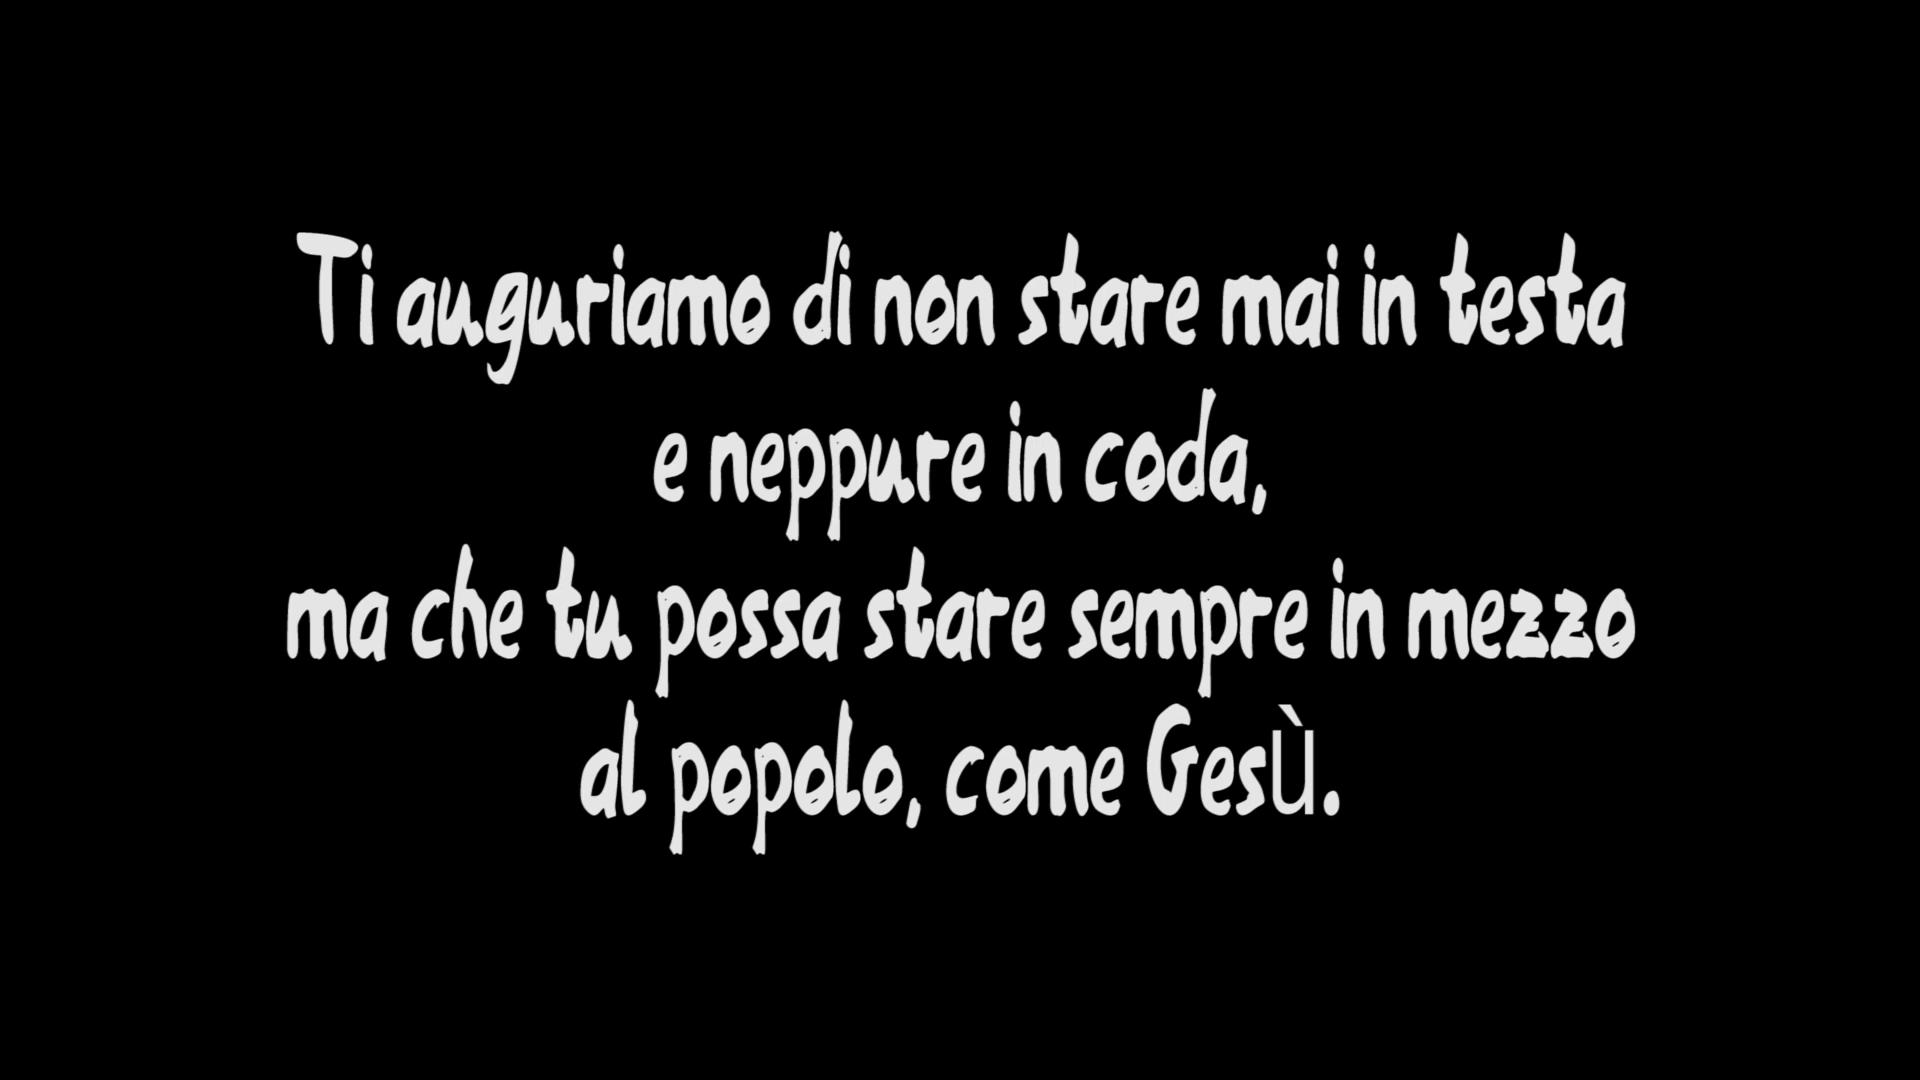 Ti auguriamo di non stare mai in testa
e neppure in coda,
ma che tu possa stare sempre in mezzo
al popolo, come Gesù.